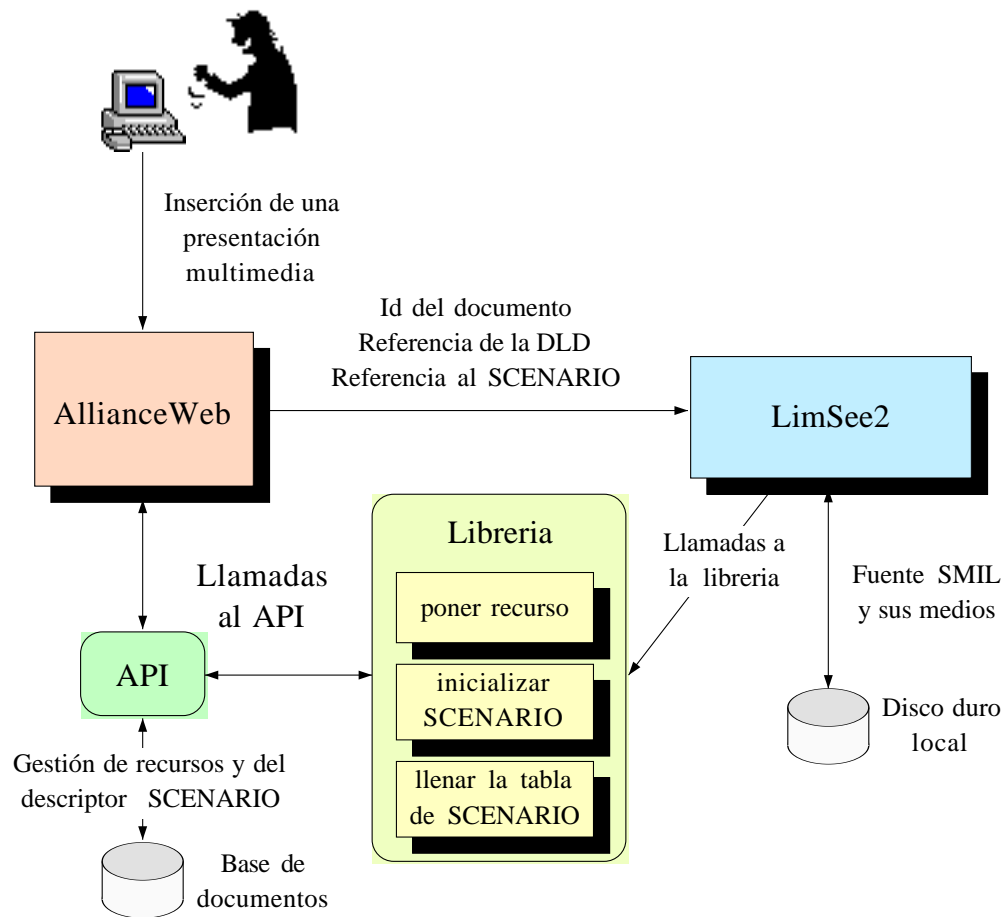 Inserción de una
presentación
multimedia
Id del documento
Referencia de la DLD
Referencia al SCENARIO
AllianceWeb
LimSee2
Libreria
Llamadas a
la libreria
Fuente SMIL
y sus medios
Llamadas
al API
poner recurso
API
inicializar
SCENARIO
Disco duro
local
Gestión de recursos y del
descriptor SCENARIO
llenar la tabla
de SCENARIO
Base de
documentos